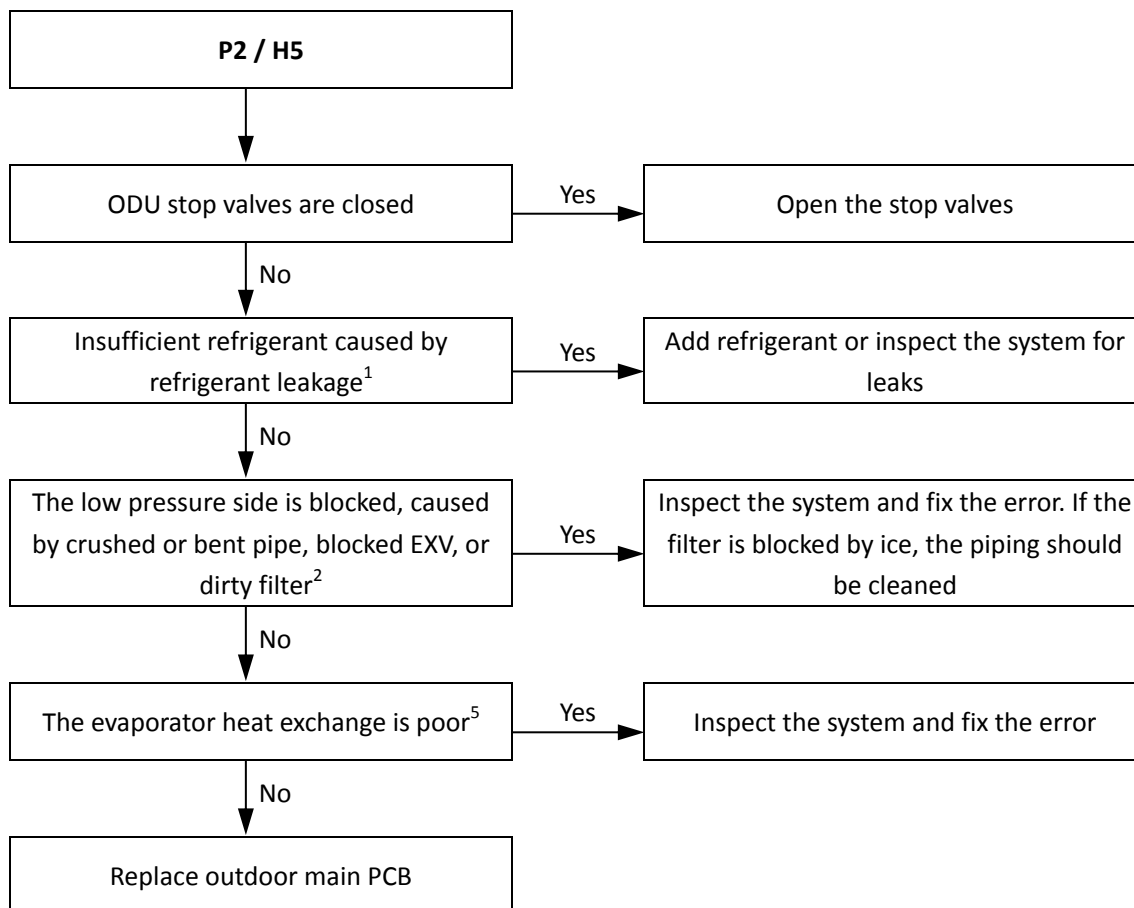 P2 / H5
ODU stop valves are closed
Yes
Open the stop valves
No
Insufficient refrigerant caused by
refrigerant leakage¹
Yes
Add refrigerant or inspect the system for
leaks
No
The low pressure side is blocked, caused
by crushed or bent pipe, blocked EXV, or
dirty filter²
Yes
Inspect the system and fix the error. If the
filter is blocked by ice, the piping should
be cleaned
No
The evaporator heat exchange is poor⁵
Yes
Inspect the system and fix the error
No
Replace outdoor main PCB